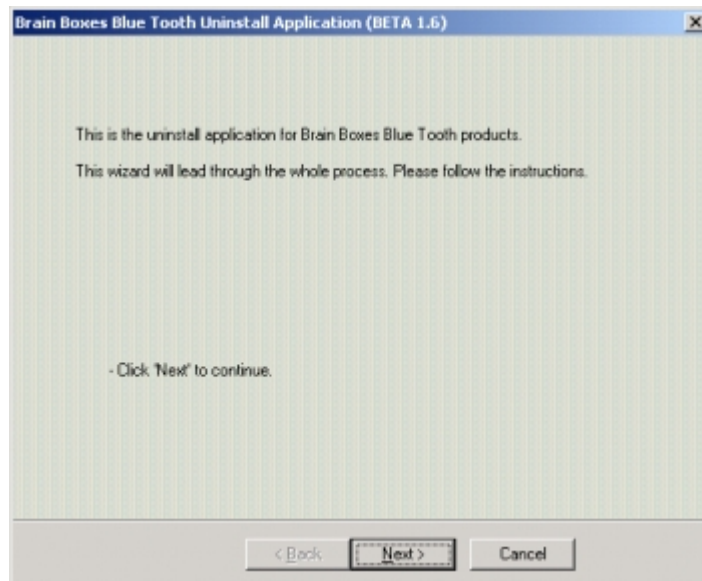 Brain Boxes Blue Tooth Uninstall Application (BETA 1.6)
This is the uninstall application for Brain Boxes Blue Tooth products.
This wizard will lead through the whole process. Please follow the instructions.
- Click 'Next' to continue.
< Back Next > Cancel